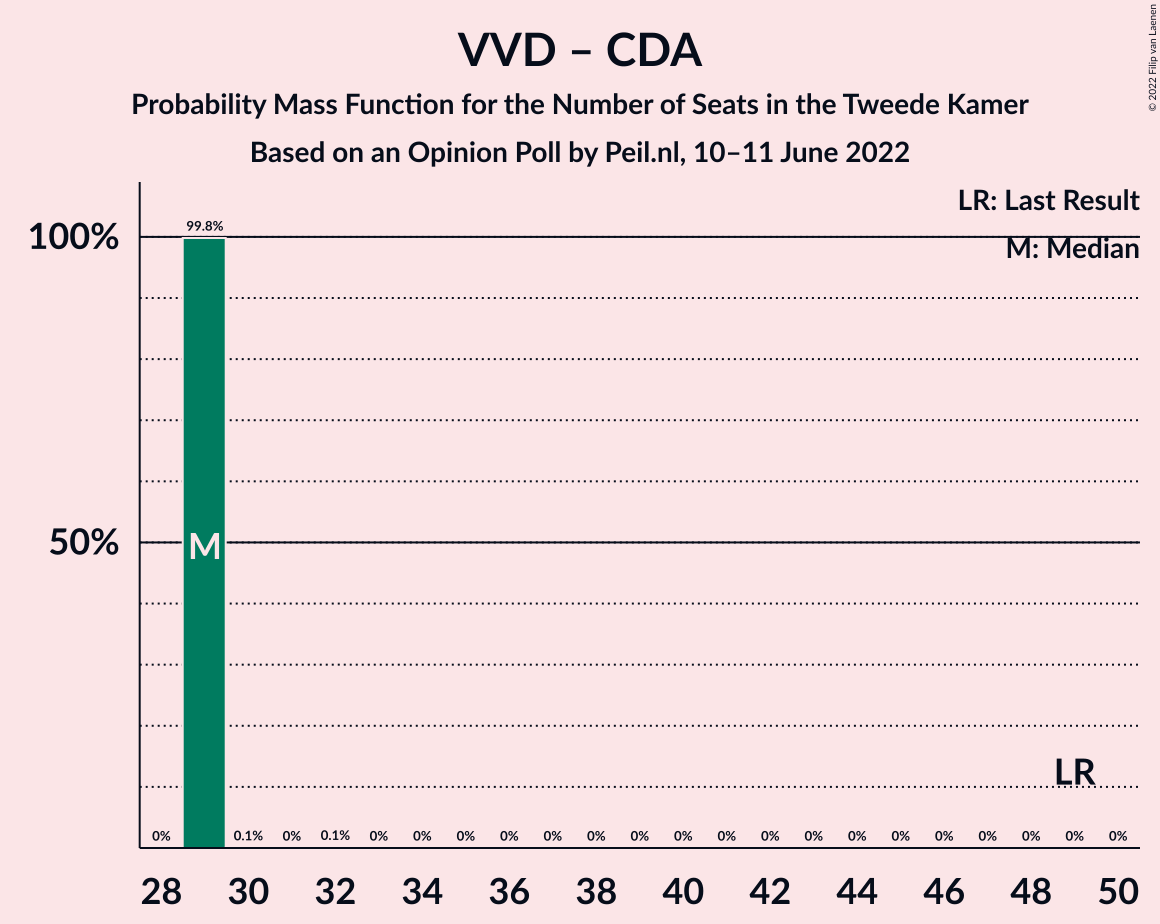 VVD – CDA
Probability Mass Function for the Number of Seats in the Tweede Kamer
Based on an Opinion Poll by Peil.nl, 10–11 June 2022
© 2022 Filip van Laenen
LR: Last Result
M: Median
100%
50%
99.8%
M
LR
0% 0.1% 0% 0.1% 0% 0% 0% 0% 0% 0% 0% 0% 0% 0% 0% 0% 0% 0% 0% 0% 0% 0%
28 30 32 34 36 38 40 42 44 46 48 50